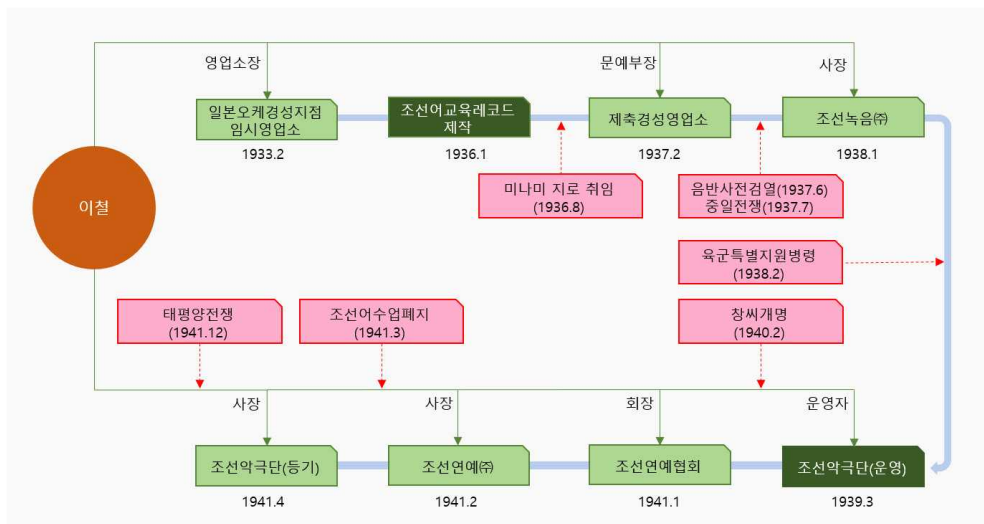 영업소장
문예부장
사장
일본오케경성지점
임시영업소
조선어교육레코드
제작
제축경성영업소
조선녹음㈜
1933.2
1936.1
1937.2
1938.1
이철
미나미 지로 취임
(1936.8)
음반사전검열(1937.6)
중일전쟁(1937.7)
육군특별지원병령
(1938.2)
태평양전쟁
(1941.12)
조선어수업폐지
(1941.3)
창씨개명
(1940.2)
사장
사장
회장
운영자
조선악극단(등기)
조선연예㈜
조선연예협회
조선악극단(운영)
1941.4
1941.2
1941.1
1939.3